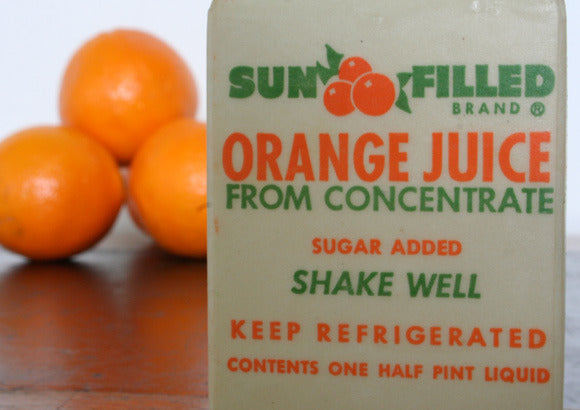 SUN FILLED
BRAND ®
ORANGE JUICE
FROM CONCENTRATE
SUGAR ADDED
SHAKE WELL
KEEP REFRIGERATED
CONTENTS ONE HALF PINT LIQUID